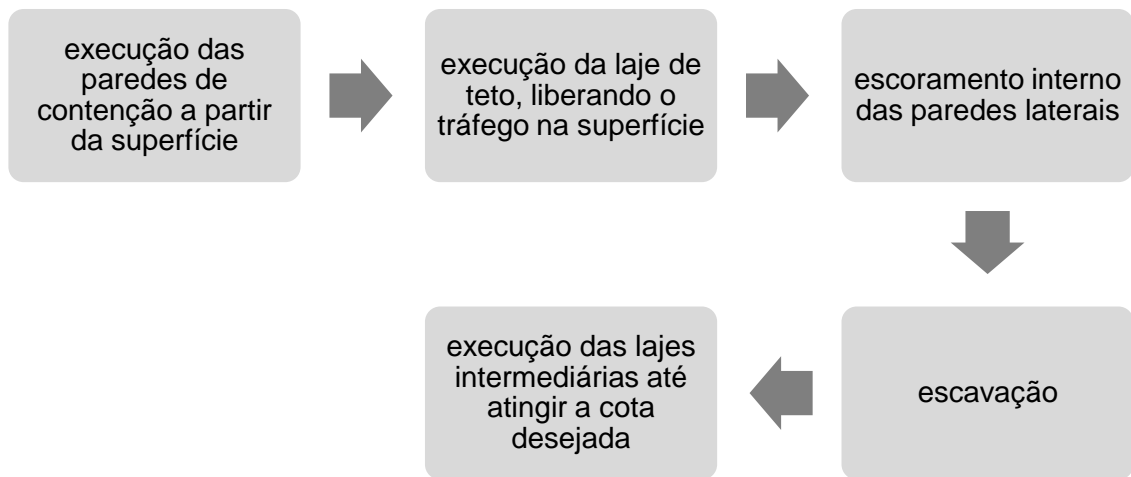 execução das
paredes de
contenção a partir
da superfície
execução da laje de
teto, liberando o
tráfego na superfície
escoramento interno
das paredes laterais
escavação
execução das lajes
intermediárias até
atingir a cota
desejada